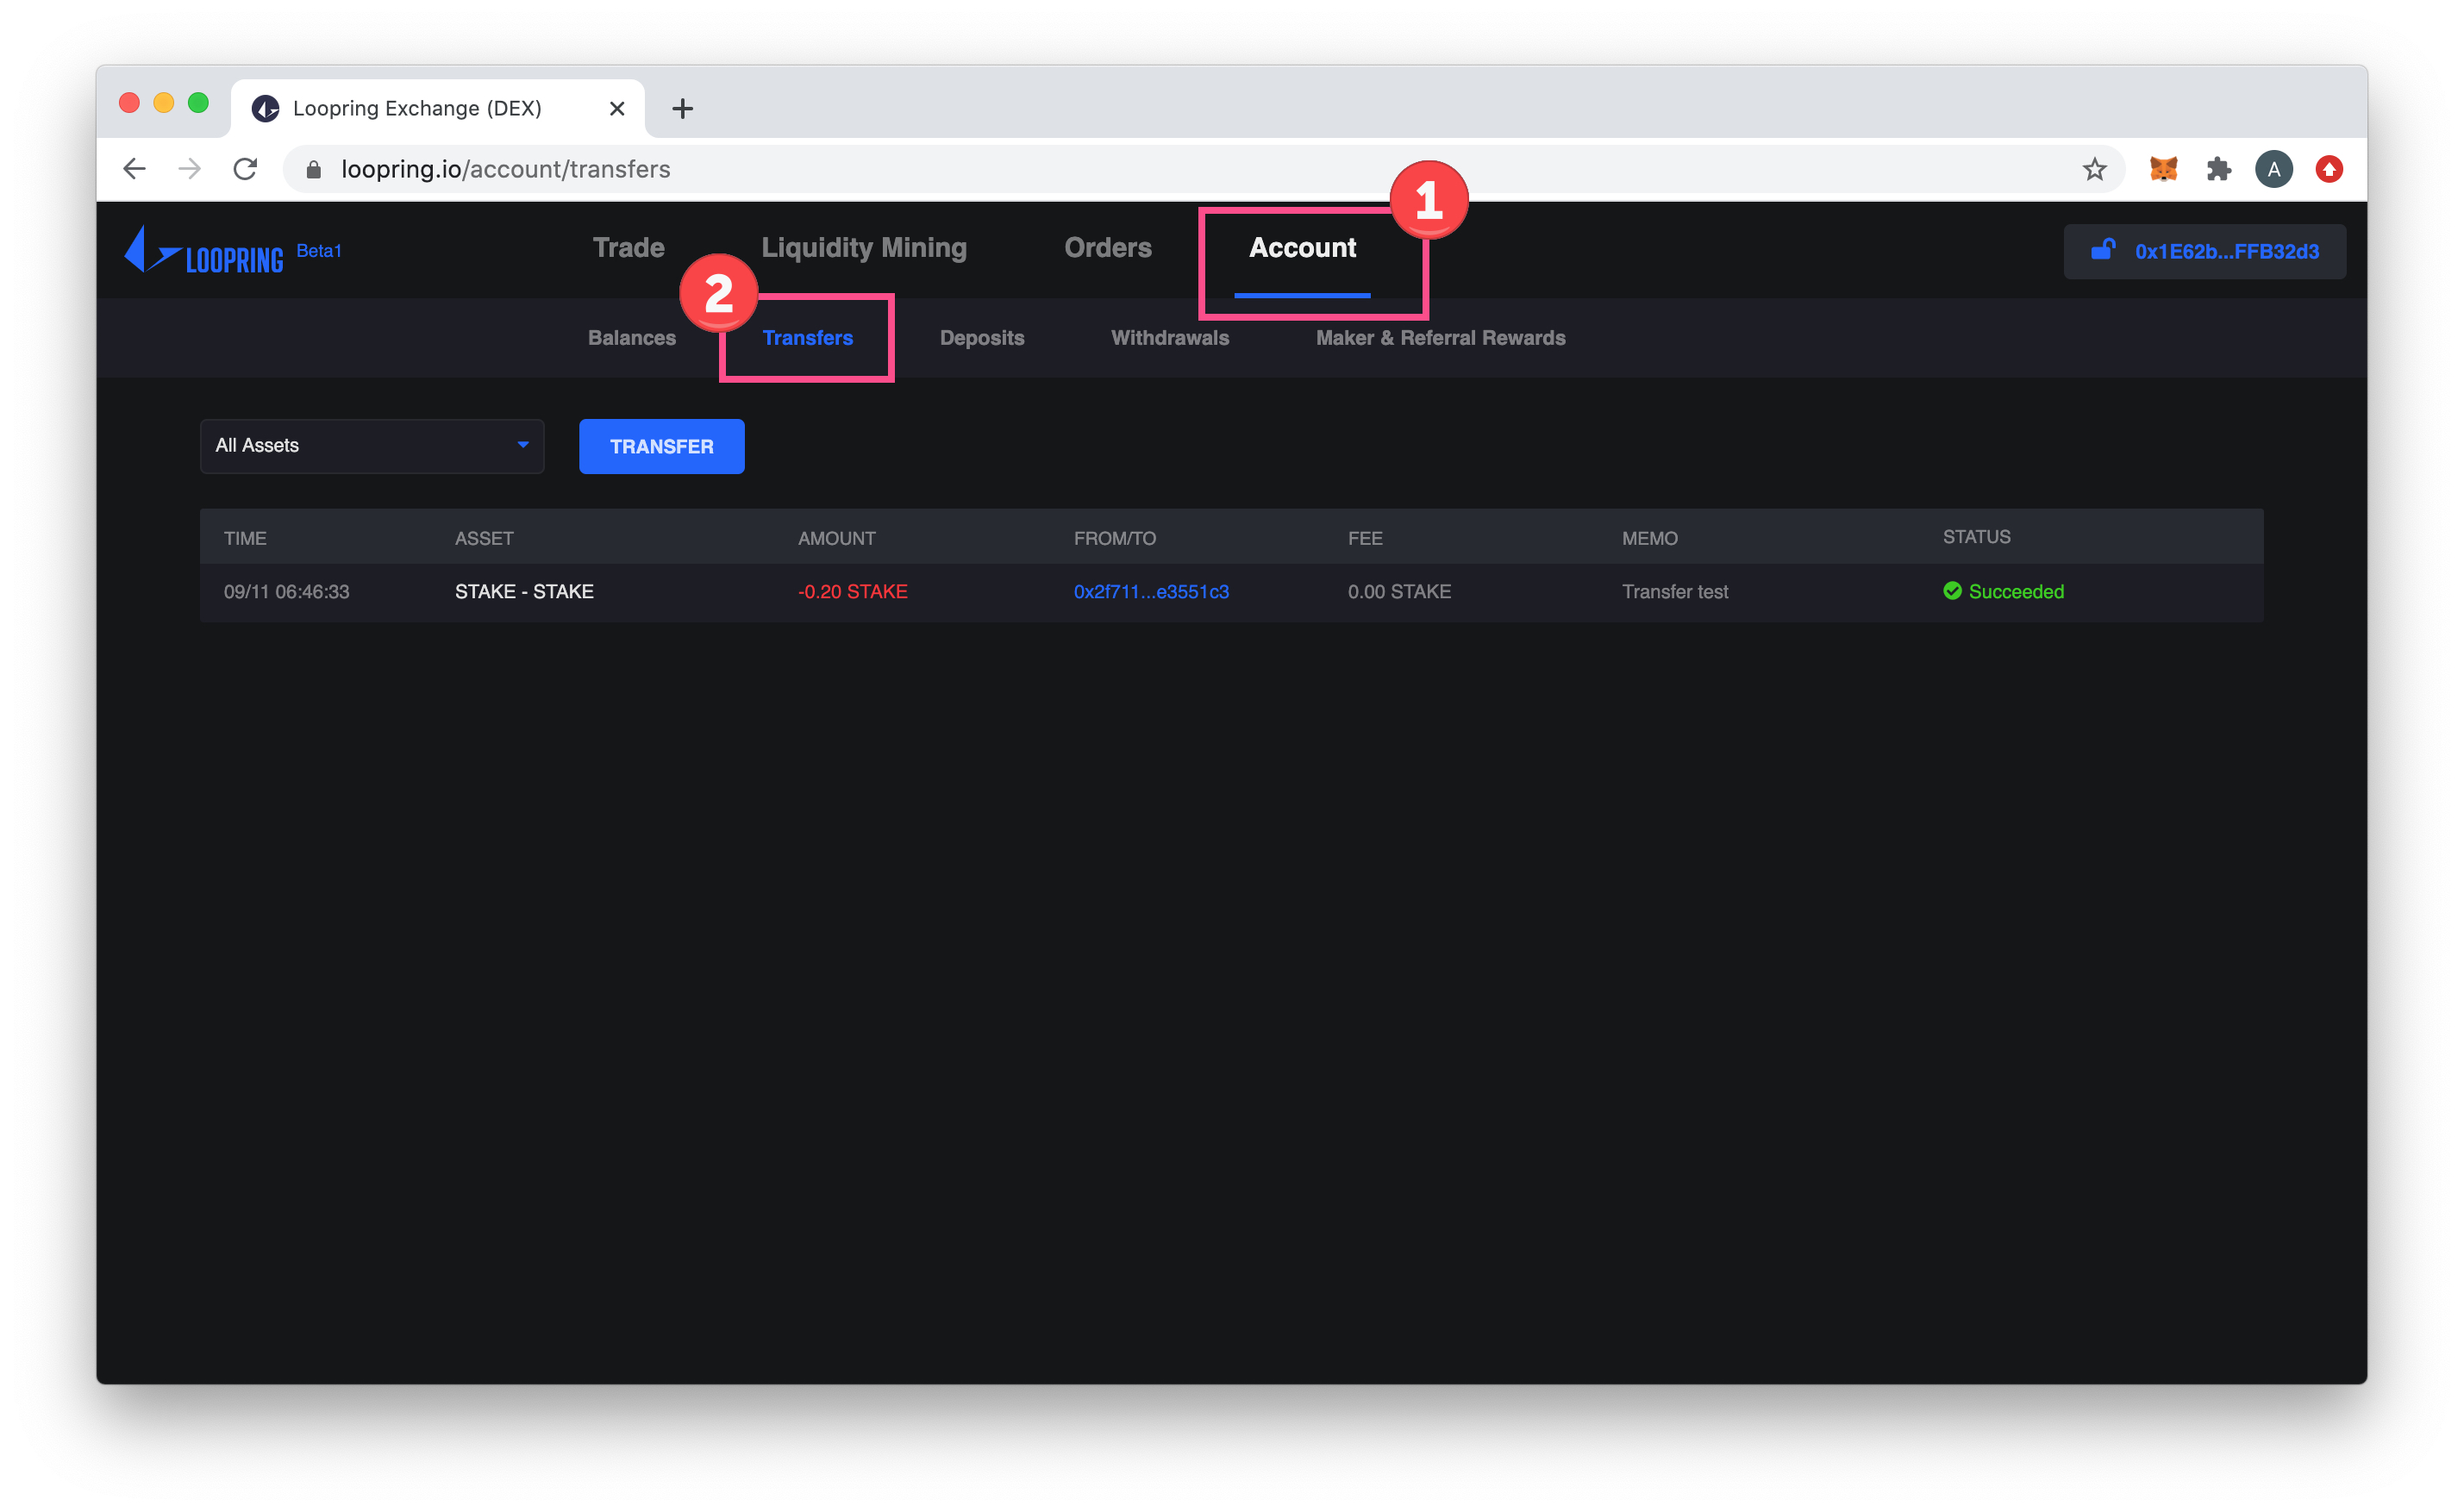 Loopring Exchange (DEX)
loopring.io/account/transfers
A
1
LOOPRING Beta1
Trade Liquidity Mining Orders Account
0x1E62b...FFB32d3
2
Balances Transfers Deposits Withdrawals Maker & Referral Rewards
All Assets TRANSFER
TIME ASSET AMOUNT FROM/TO FEE MEMO STATUS
09/11 06:46:33 STAKE - STAKE -0.20 STAKE 0x2f711...e3551c3 0.00 STAKE Transfer test Succeeded